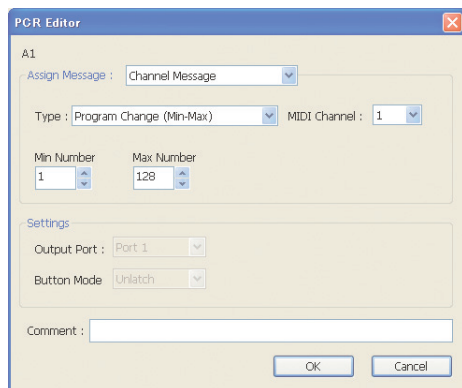 PCR Editor
A1
Assign Message : Channel Message
Type : Program Change (Min-Max) MIDI Channel : 1
Min Number Max Number
1 128
Settings
Output Port : Port 1
Button Mode Unlatch
Comment :
OK Cancel